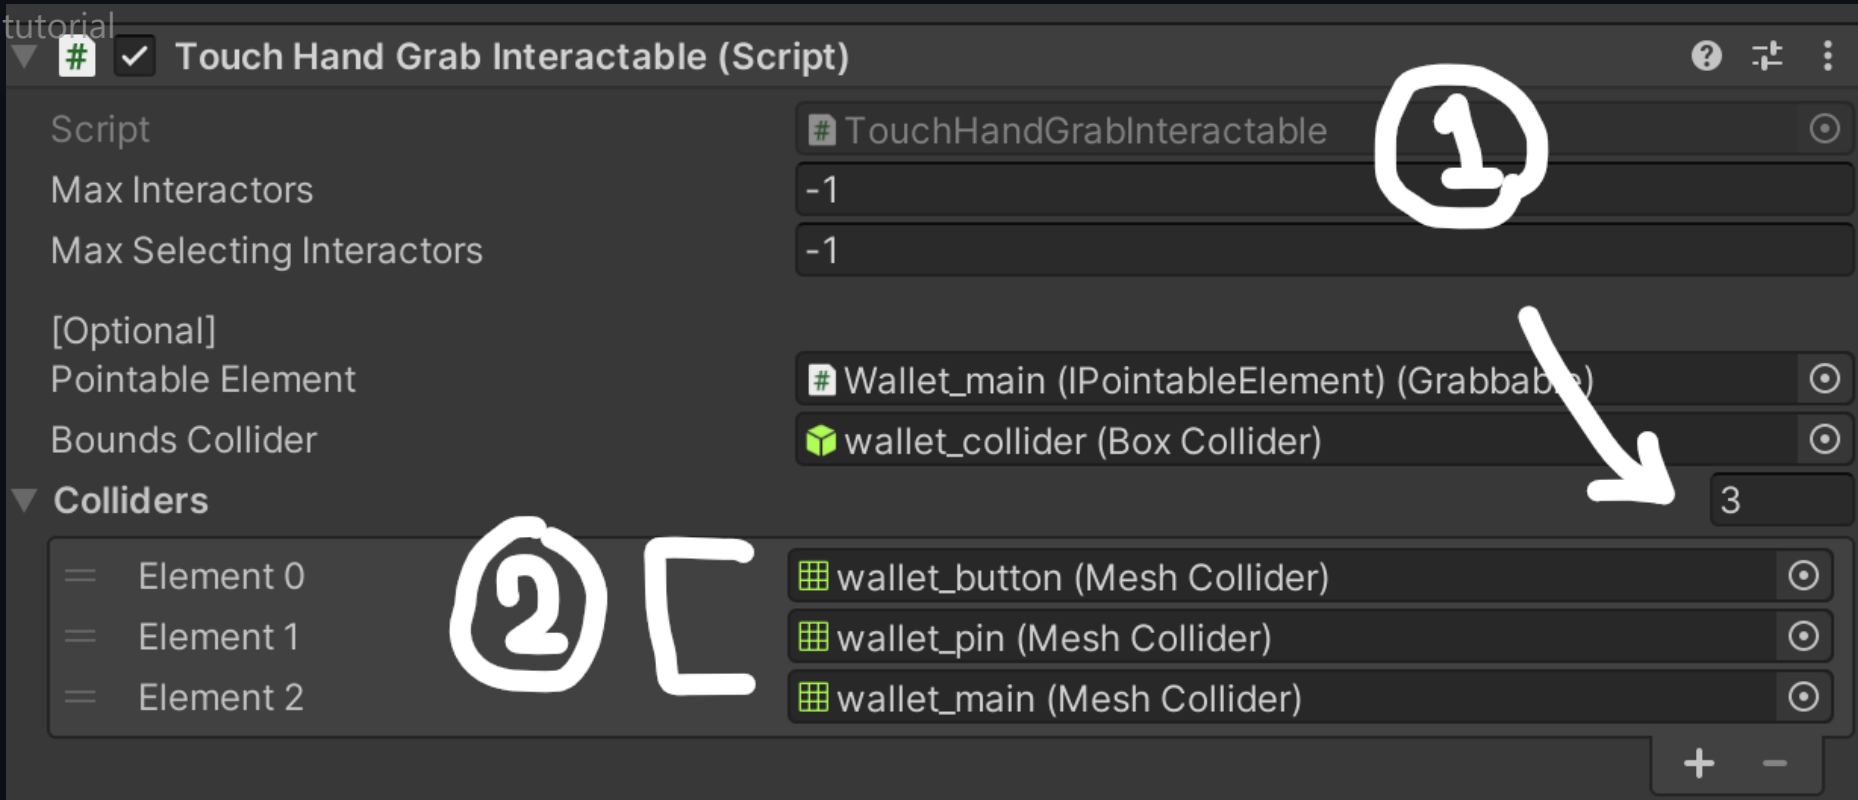 tutorial
# Touch Hand Grab Interactable (Script)
Script # TouchHandGrabInteractable
1
Max Interactors -1
Max Selecting Interactors -1
[Optional]
Pointable Element # Wallet_main (IPointableElement) (Grabbable)
Bounds Collider wallet_collider (Box Collider)
Colliders 3
2
Element 0 wallet_button (Mesh Collider)
Element 1 wallet_pin (Mesh Collider)
Element 2 wallet_main (Mesh Collider)
+ −